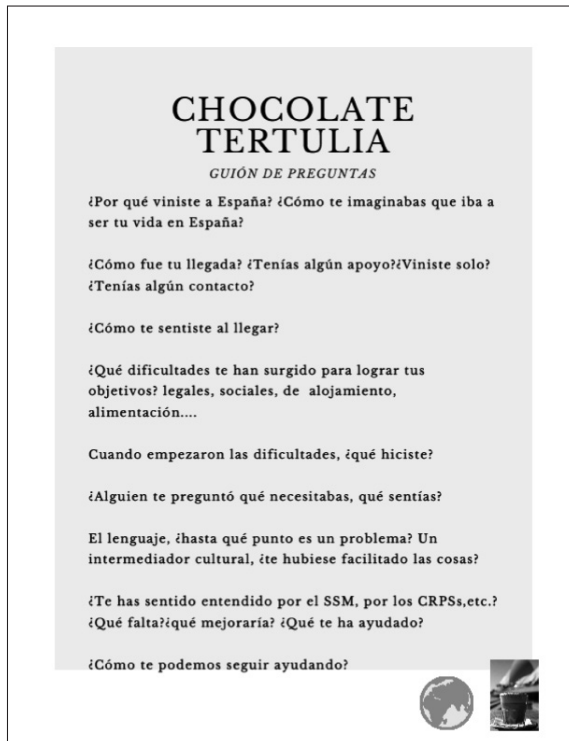 CHOCOLATE
TERTULIA
GUIÓN DE PREGUNTAS
¿Por qué viniste a España? ¿Cómo te imaginabas que iba a
ser tu vida en España?
¿Cómo fue tu llegada? ¿Tenías algún apoyo?¿Viniste solo?
¿Tenías algún contacto?
¿Cómo te sentiste al llegar?
¿Qué dificultades te han surgido para lograr tus
objetivos? legales, sociales, de alojamiento,
alimentación....
Cuando empezaron las dificultades, ¿qué hiciste?
¿Alguien te preguntó qué necesitabas, qué sentías?
El lenguaje, ¿hasta qué punto es un problema? Un
intermediador cultural, ¿te hubiese facilitado las cosas?
¿Te has sentido entendido por el SSM, por los CRPSs,etc.?
¿Qué falta?¿qué mejoraría? ¿Qué te ha ayudado?
¿Cómo te podemos seguir ayudando?